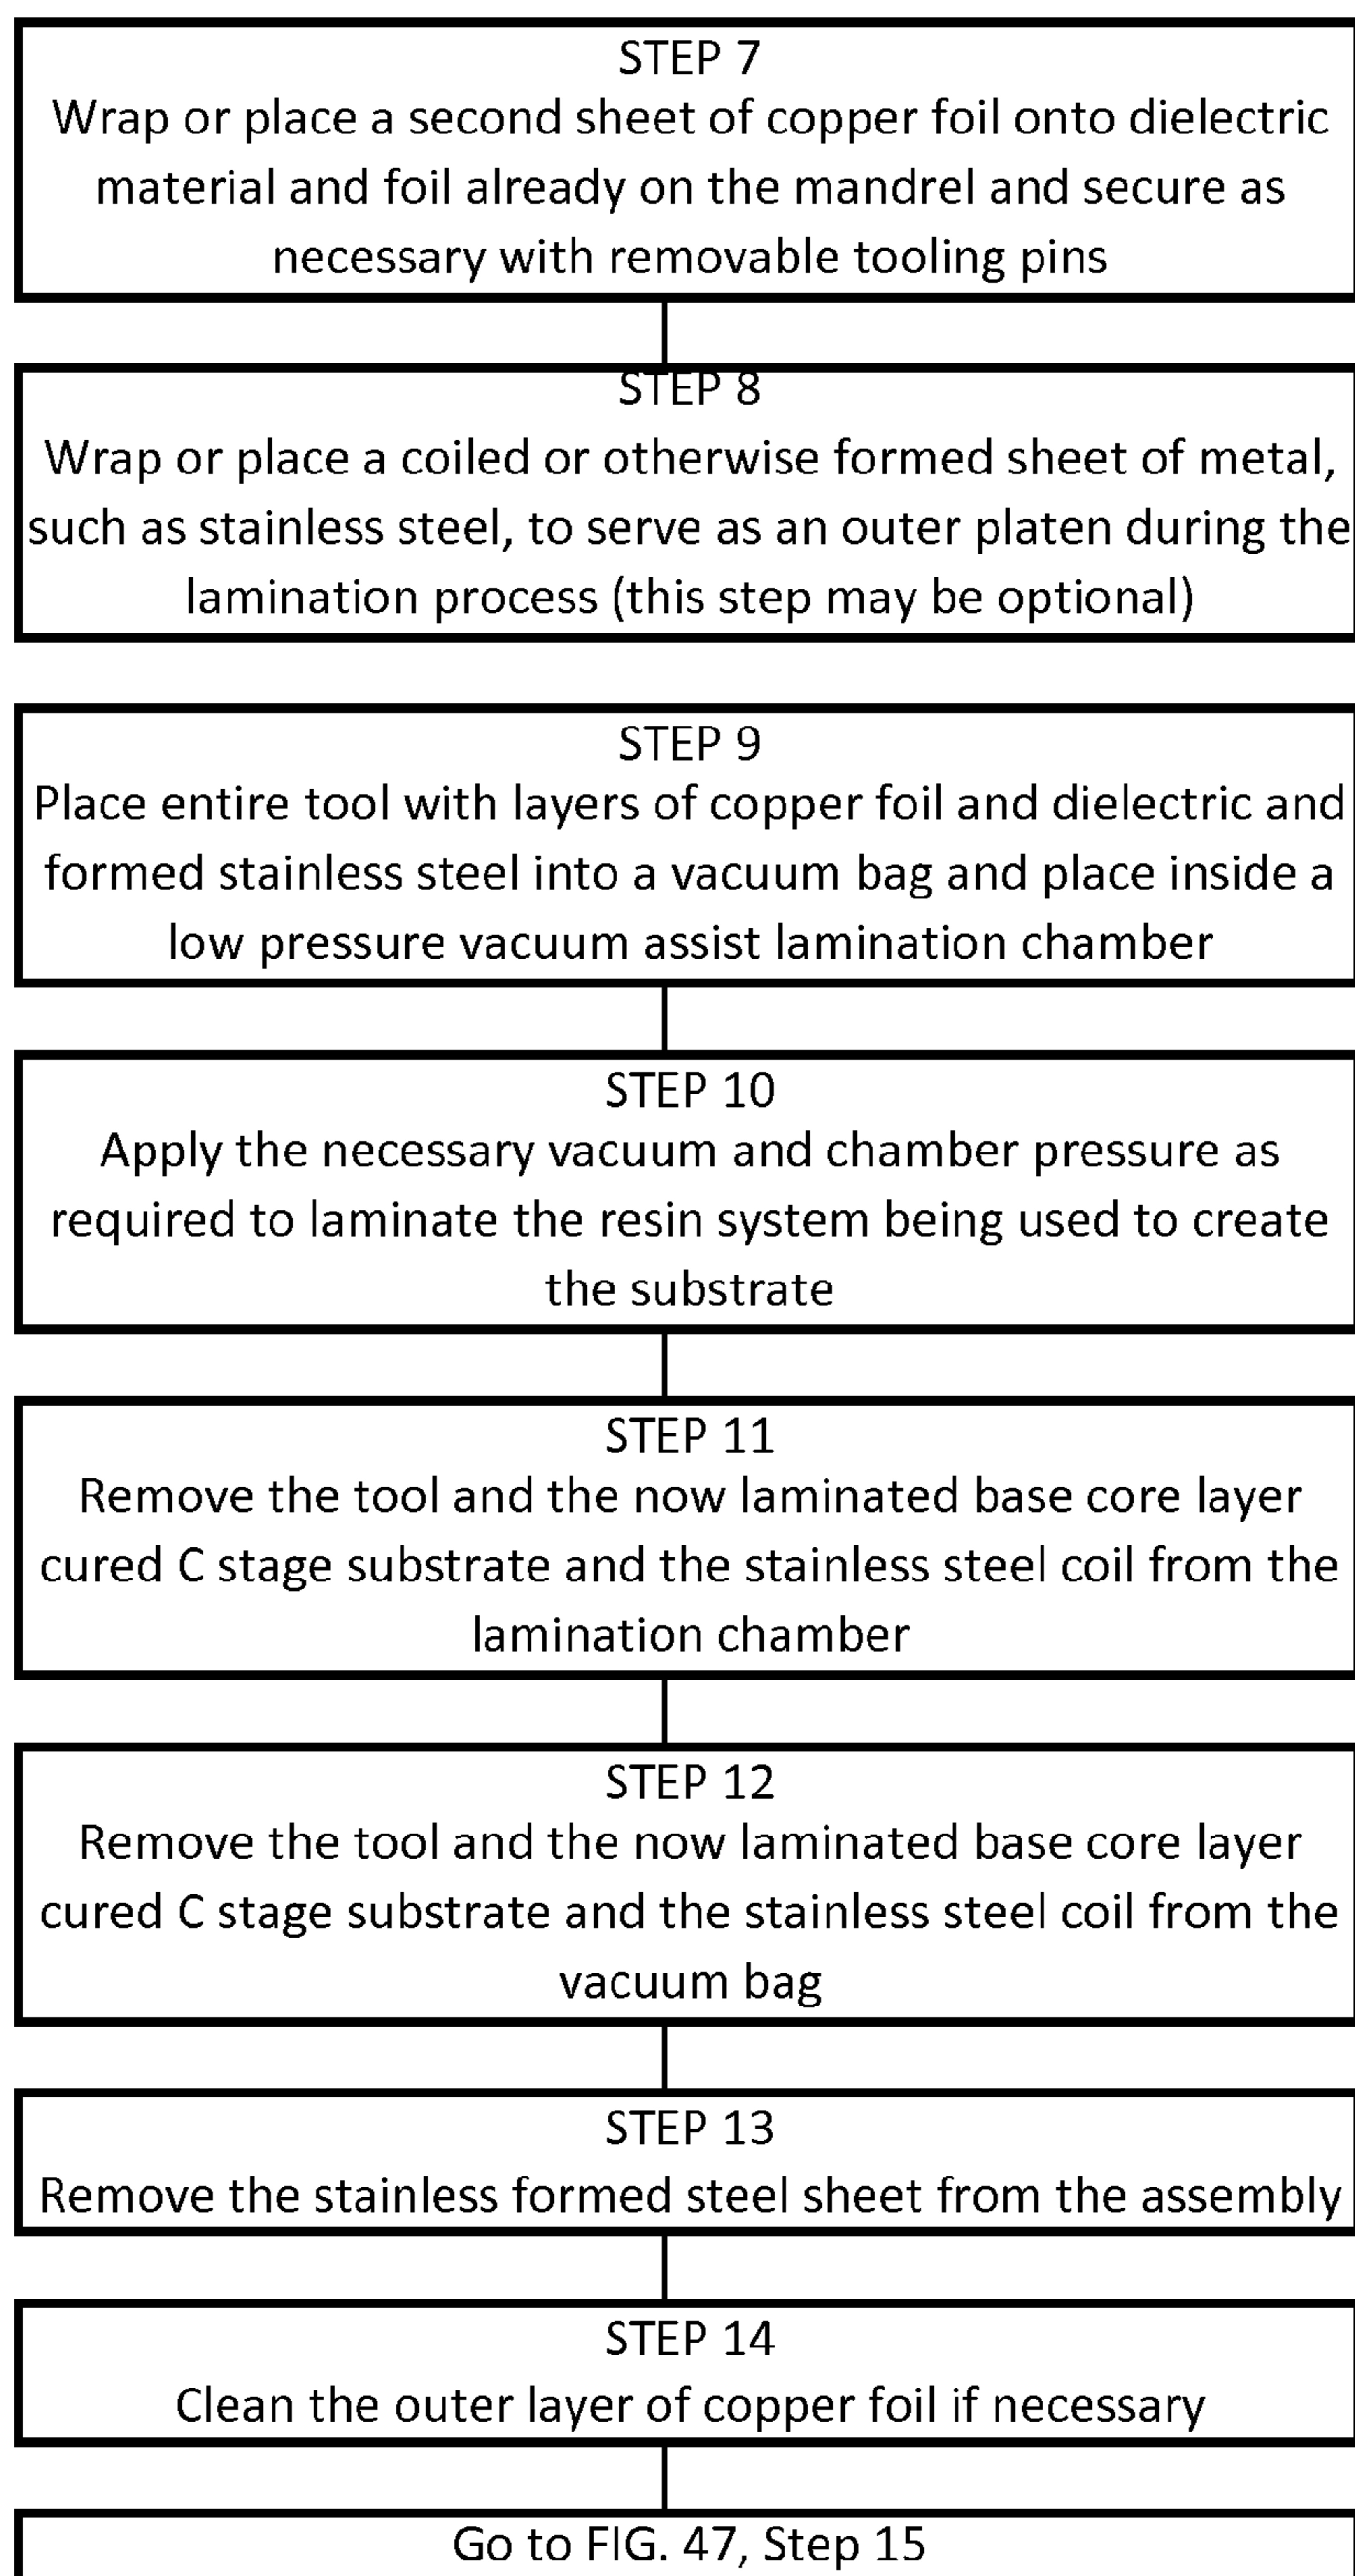 STEP 7
Wrap or place a second sheet of copper foil onto dielectric
material and foil already on the mandrel and secure as
necessary with removable tooling pins
STEP 8
Wrap or place a coiled or otherwise formed sheet of metal,
such as stainless steel, to serve as an outer platen during the
lamination process (this step may be optional)
STEP 9
Place entire tool with layers of copper foil and dielectric and
formed stainless steel into a vacuum bag and place inside a
low pressure vacuum assist lamination chamber
STEP 10
Apply the necessary vacuum and chamber pressure as
required to laminate the resin system being used to create
the substrate
STEP 11
Remove the tool and the now laminated base core layer
cured C stage substrate and the stainless steel coil from the
lamination chamber
STEP 12
Remove the tool and the now laminated base core layer
cured C stage substrate and the stainless steel coil from the
vacuum bag
STEP 13
Remove the stainless formed steel sheet from the assembly
STEP 14
Clean the outer layer of copper foil if necessary
Go to FIG. 47, Step 15